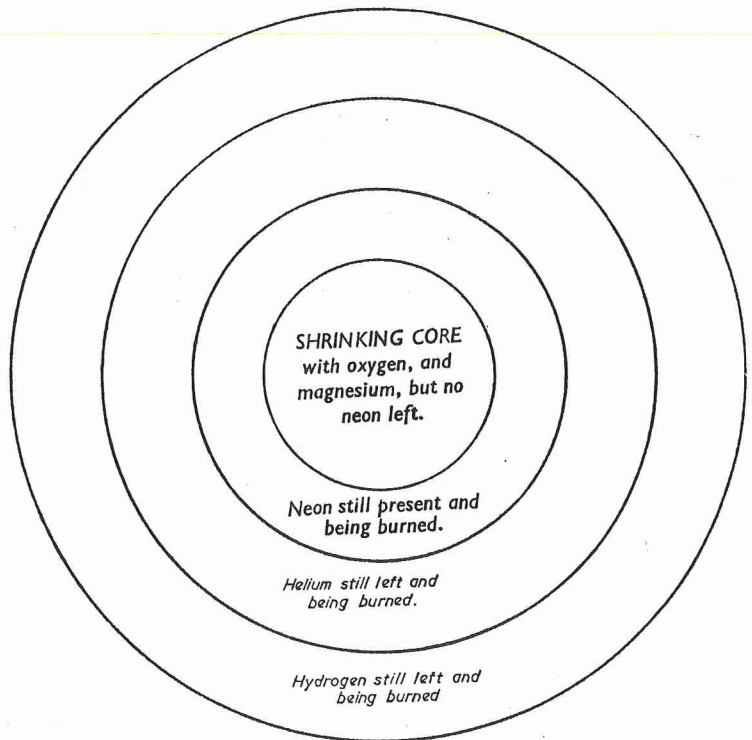 SHRINKING CORE
with oxygen, and
magnesium, but no
neon left.
Neon still present and
being burned.
Helium still left and
being burned.
Hydrogen still left and
being burned